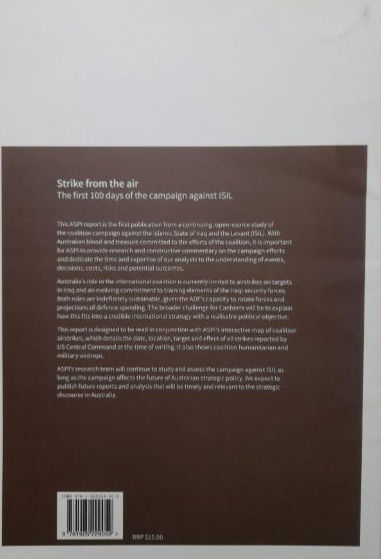 Strike from the air
The first 100 days of the campaign against ISIL
This ASPI report is the first publication from a continuing, open-source study of
the coalition campaign against the Islamic State of Iraq and the Levant (ISIL). With
Australian blood and treasure committed to the efforts of the coalition, it is important
for ASPI to provide research and constructive commentary on the campaign efforts
and dedicate the time and expertise of our analysts to the understanding of events,
decisions, costs, risks and potential outcomes.
Australia's role in the international coalition is currently limited to airstrikes on targets
in Iraq and an evolving commitment to training elements of the Iraqi security forces.
Both roles are indefinitely sustainable, given the ADF's capacity to rotate forces and
projections of defence spending. The broader challenge for Canberra will be to explain
how this fits into a credible international strategy with a realisable political objective.
This report is designed to be read in conjunction with ASPI's interactive map of coalition
airstrikes, which details the date, location, target and effect of all strikes reported by
US Central Command at the time of writing. It also shows coalition humanitarian and
military airdrops.
ASPI's research team will continue to study and assess the campaign against ISIL as
long as the campaign affects the future of Australian strategic policy. We expect to
publish future reports and analysis that will be timely and relevant to the strategic
discourse in Australia.
RRP $15.00